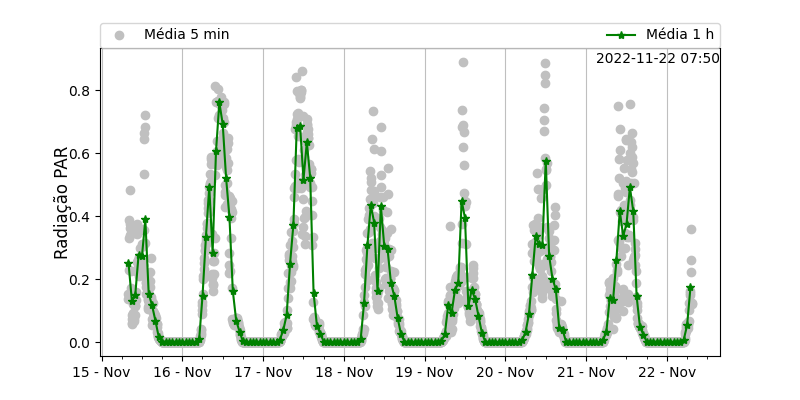 Média 5 min
Média 1 h
2022-11-22 07:50
Radiação PAR
0.8
0.6
0.4
0.2
0.0
15 - Nov
16 - Nov
17 - Nov
18 - Nov
19 - Nov
20 - Nov
21 - Nov
22 - Nov